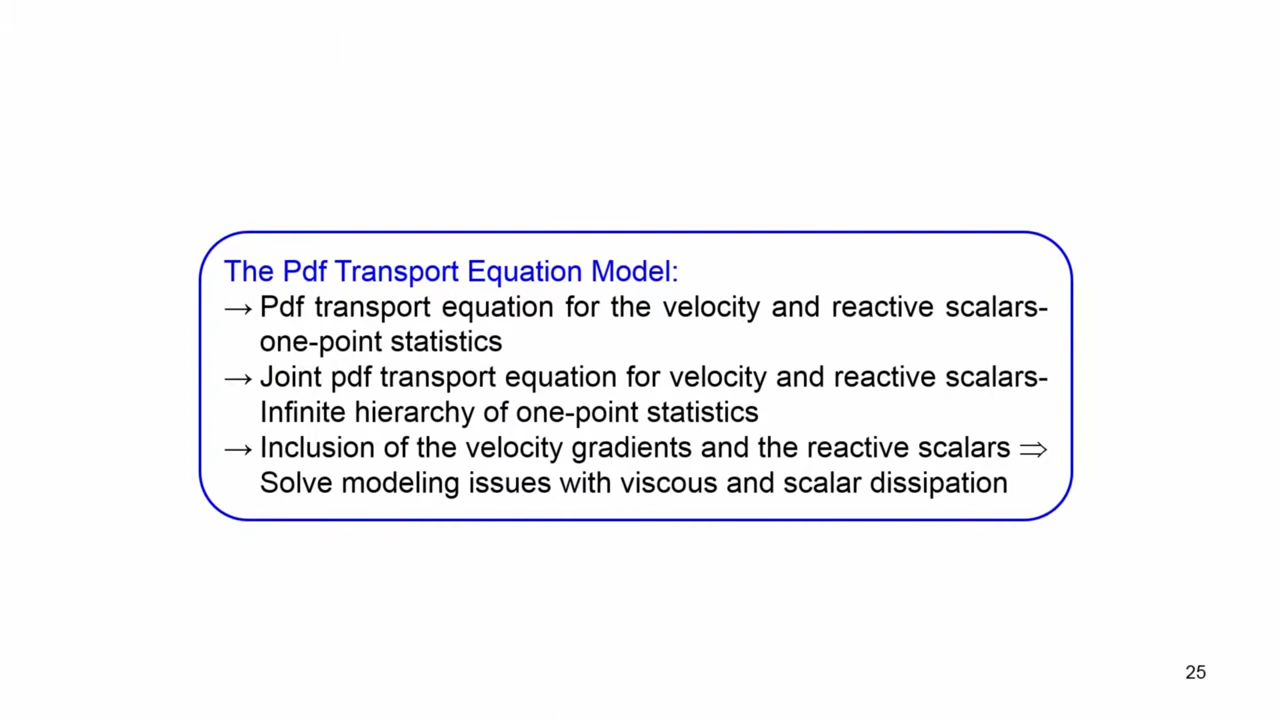 The Pdf Transport Equation Model:
→ Pdf transport equation for the velocity and reactive scalars-
one-point statistics
→ Joint pdf transport equation for velocity and reactive scalars-
Infinite hierarchy of one-point statistics
→ Inclusion of the velocity gradients and the reactive scalars ⇒
Solve modeling issues with viscous and scalar dissipation
25